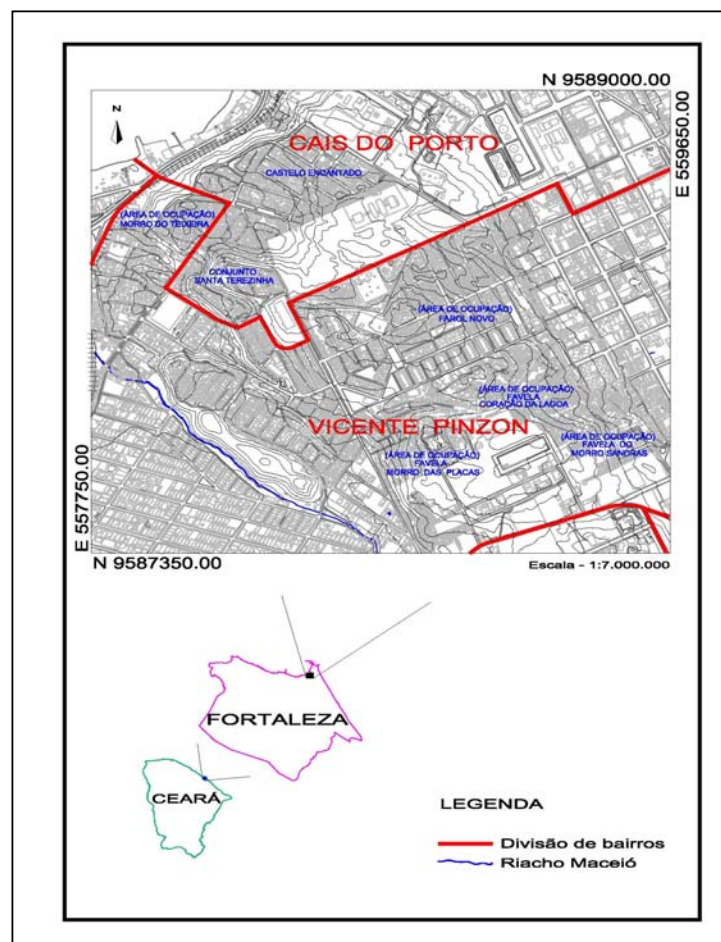 N 9589000.00
E 559650.00
N
CAIS DO PORTO
CASTELO ENCANTADO
(ÁREA DE OCUPAÇÃO)
MORRO DO TEIXEIRA
CONJUNTO
SANTA TEREZINHA
(ÁREA DE OCUPAÇÃO)
FAROL NOVO
(ÁREA DE OCUPAÇÃO)
FAVELA
CORAÇÃO DA LAGOA
VICENTE PINZON
(ÁREA DE OCUPAÇÃO)
FAVELA DO
MORRO SANDRAS
(ÁREA DE OCUPAÇÃO)
FAVELA
MORRO DAS PLACAS
E 557750.00
N 9587350.00
Escala - 1:7.000.000
FORTALEZA
CEARÁ
LEGENDA
Divisão de bairros
Riacho Maceió